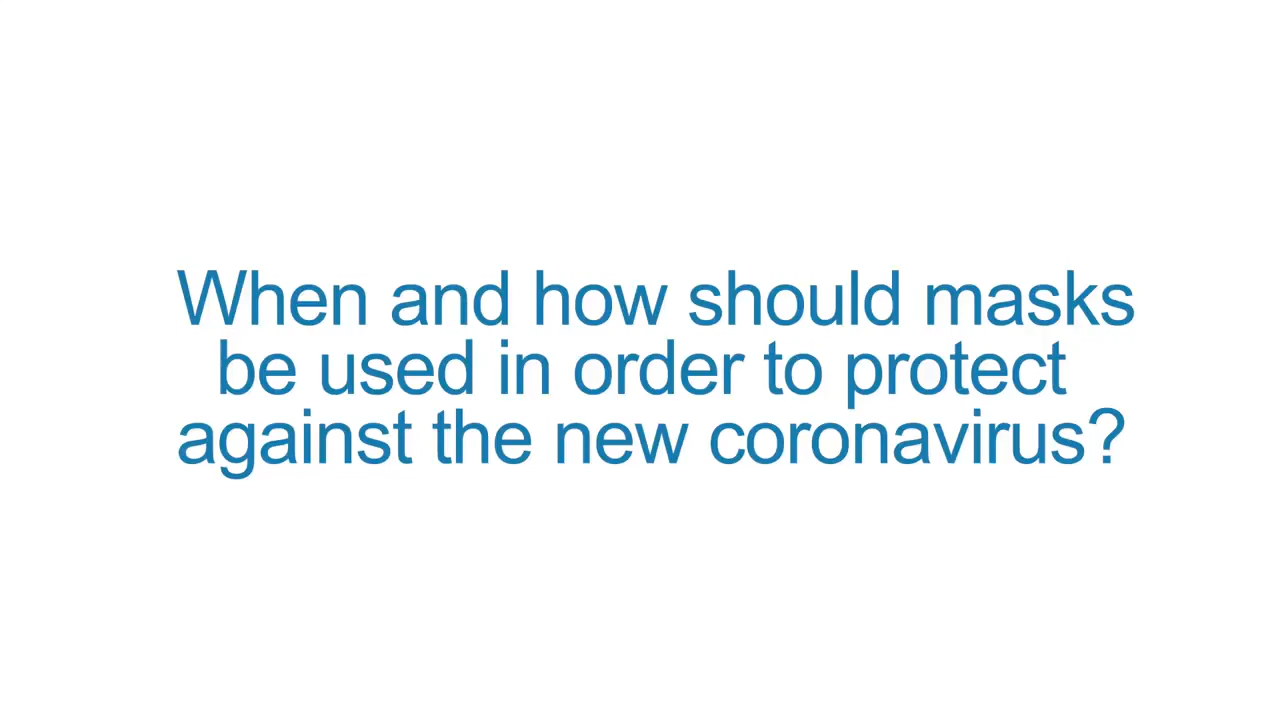 When and how should masks
be used in order to protect
against the new coronavirus?